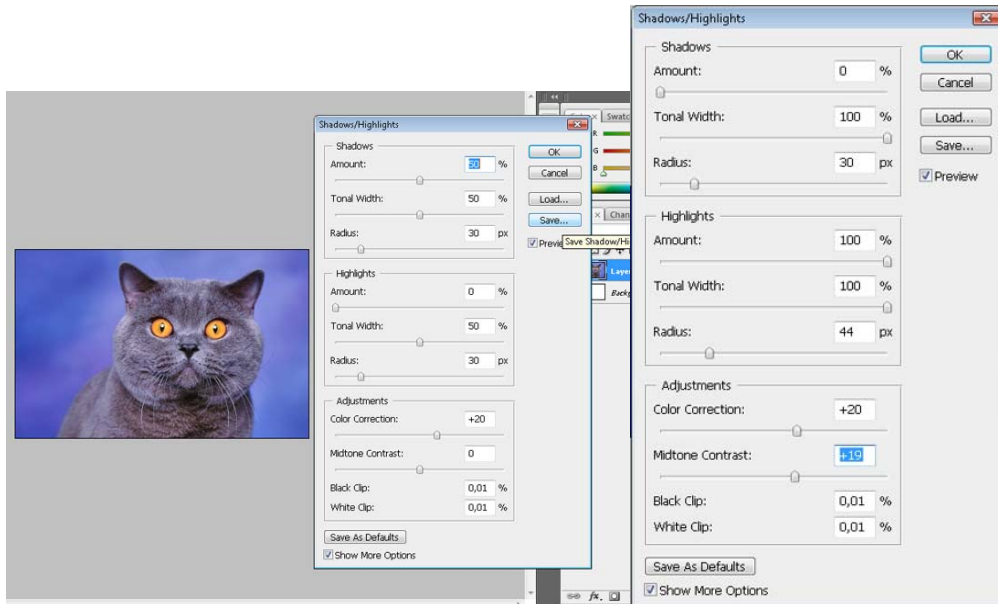 Shadows/Highlights
Shadows
Amount: 50 %
Tonal Width: 50 %
Radius: 30 px
Highlights
Amount: 0 %
Tonal Width: 50 %
Radius: 30 px
Adjustments
Color Correction: +20
Midtone Contrast: 0
Black Clip: 0,01 %
White Clip: 0,01 %
Save As Defaults
Show More Options
OK
Cancel
Load...
Save...
Save Shadow/Hi
Swatc
R
G
B
Chan
Laye
Backg
fx.
Shadows/Highlights
Shadows
Amount: 0 %
Tonal Width: 100 %
Radius: 30 px
Highlights
Amount: 100 %
Tonal Width: 100 %
Radius: 44 px
Adjustments
Color Correction: +20
Midtone Contrast: +19
Black Clip: 0,01 %
White Clip: 0,01 %
Save As Defaults
Show More Options
OK
Cancel
Load...
Save...
Preview